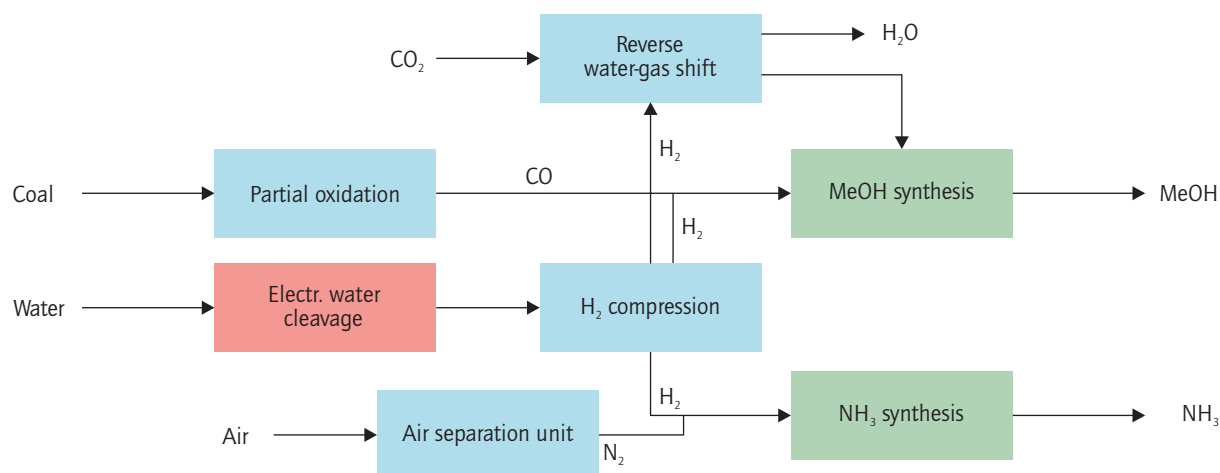 CO₂
Reverse
water-gas shift
H₂O
H₂
Coal
Partial oxidation
CO
MeOH synthesis
MeOH
H₂
Water
Electr. water
cleavage
H₂ compression
H₂
Air
Air separation unit
N₂
NH₃ synthesis
NH₃